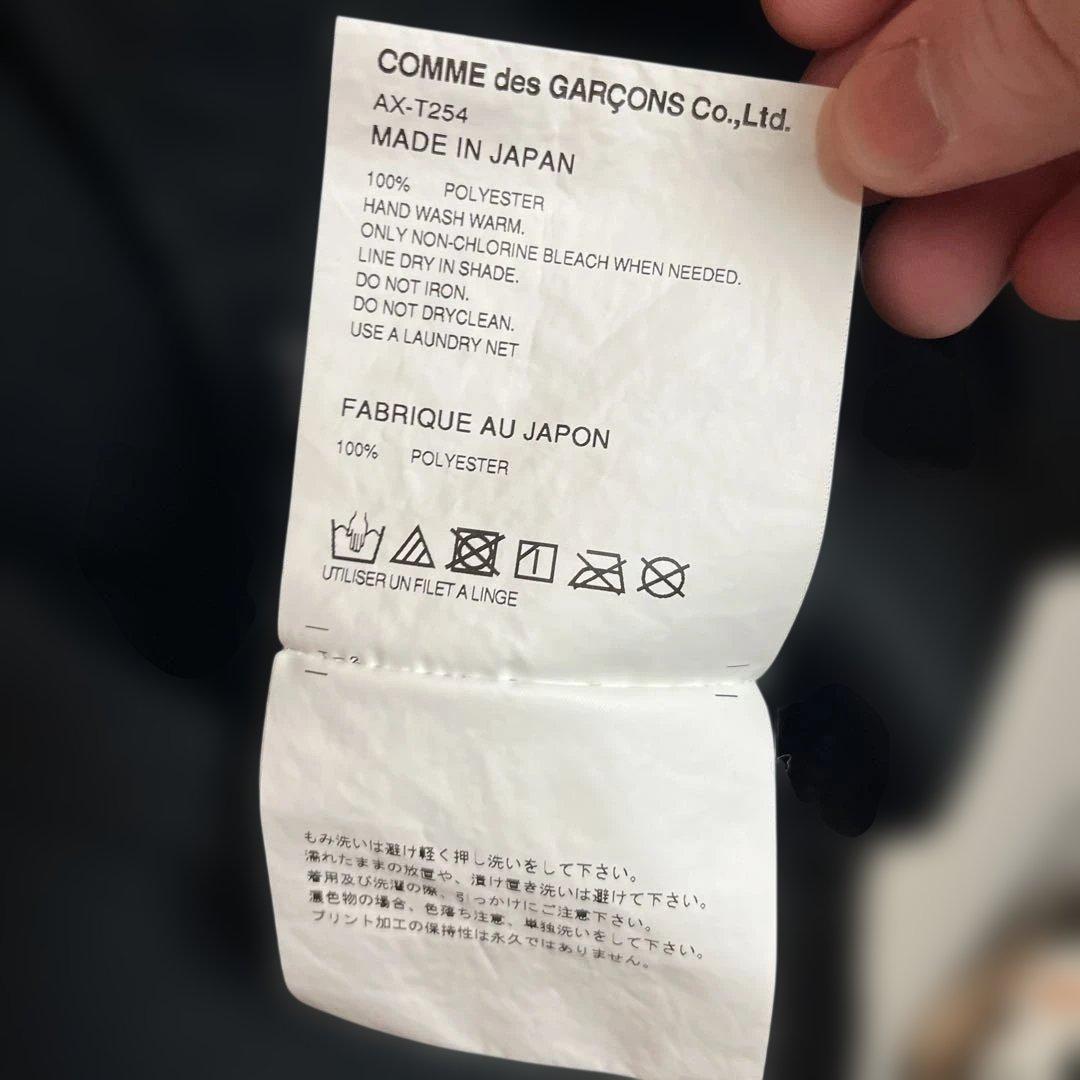 COMME des GARÇONS Co.,Ltd.
AX-T254
MADE IN JAPAN
100% POLYESTER
HAND WASH WARM.
ONLY NON-CHLORINE BLEACH WHEN NEEDED.
LINE DRY IN SHADE.
DO NOT IRON.
DO NOT DRYCLEAN.
USE A LAUNDRY NET
FABRIQUE AU JAPON
100% POLYESTER
UTILISER UN FILET A LINGE
もみ洗いは避け軽く押し洗いをして下さい。
濡れたままの放置や、漬け置き洗いは避けて下さい。
着用及び洗濯の際、引っかけにご注意下さい。
濃色物の場合、色落ち注意、単独洗いをして下さい。
プリント加工の保持性は永久ではありません。